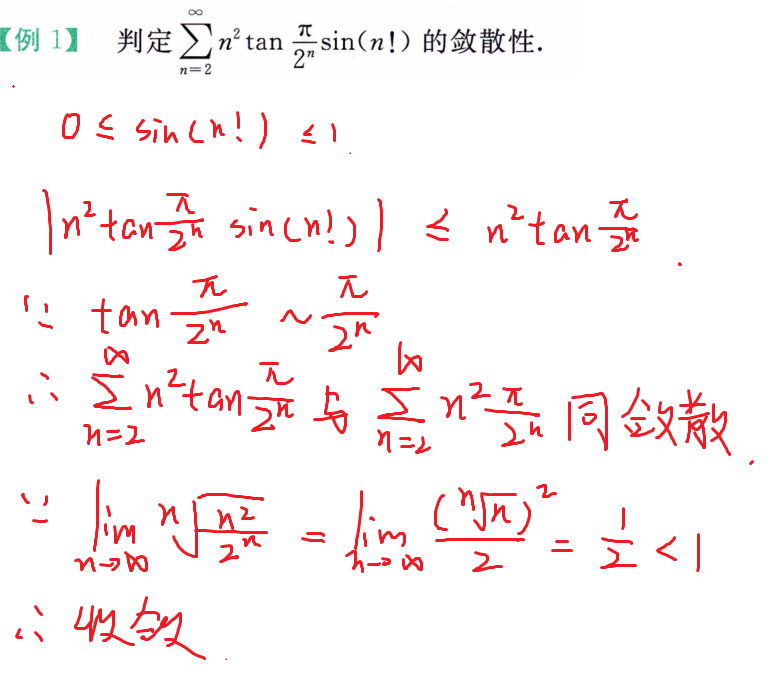 【例 1】 判定 $\sum_{n=2}^{\infty} n^2 \tan \frac{\pi}{2^n} \sin(n!)$ 的敛散性.
$0 \leq \sin(n!) \leq 1$
$\left| n^2 \tan \frac{\pi}{2^n} \sin(n!) \right| \leq n^2 \tan \frac{\pi}{2^n}$.
∵ $\tan \frac{\pi}{2^n} \sim \frac{\pi}{2^n}$
∴ $\sum_{n=2}^{\infty} n^2 \tan \frac{\pi}{2^n}$ 与 $\sum_{n=2}^{\infty} n^2 \frac{\pi}{2^n}$ 同敛散.
∵ $\lim_{n \to \infty} \sqrt[n]{\frac{n^2}{2^n}} = \lim_{n \to \infty} \frac{(\sqrt[n]{n})^2}{2} = \frac{1}{2} < 1$
∴ 收敛.